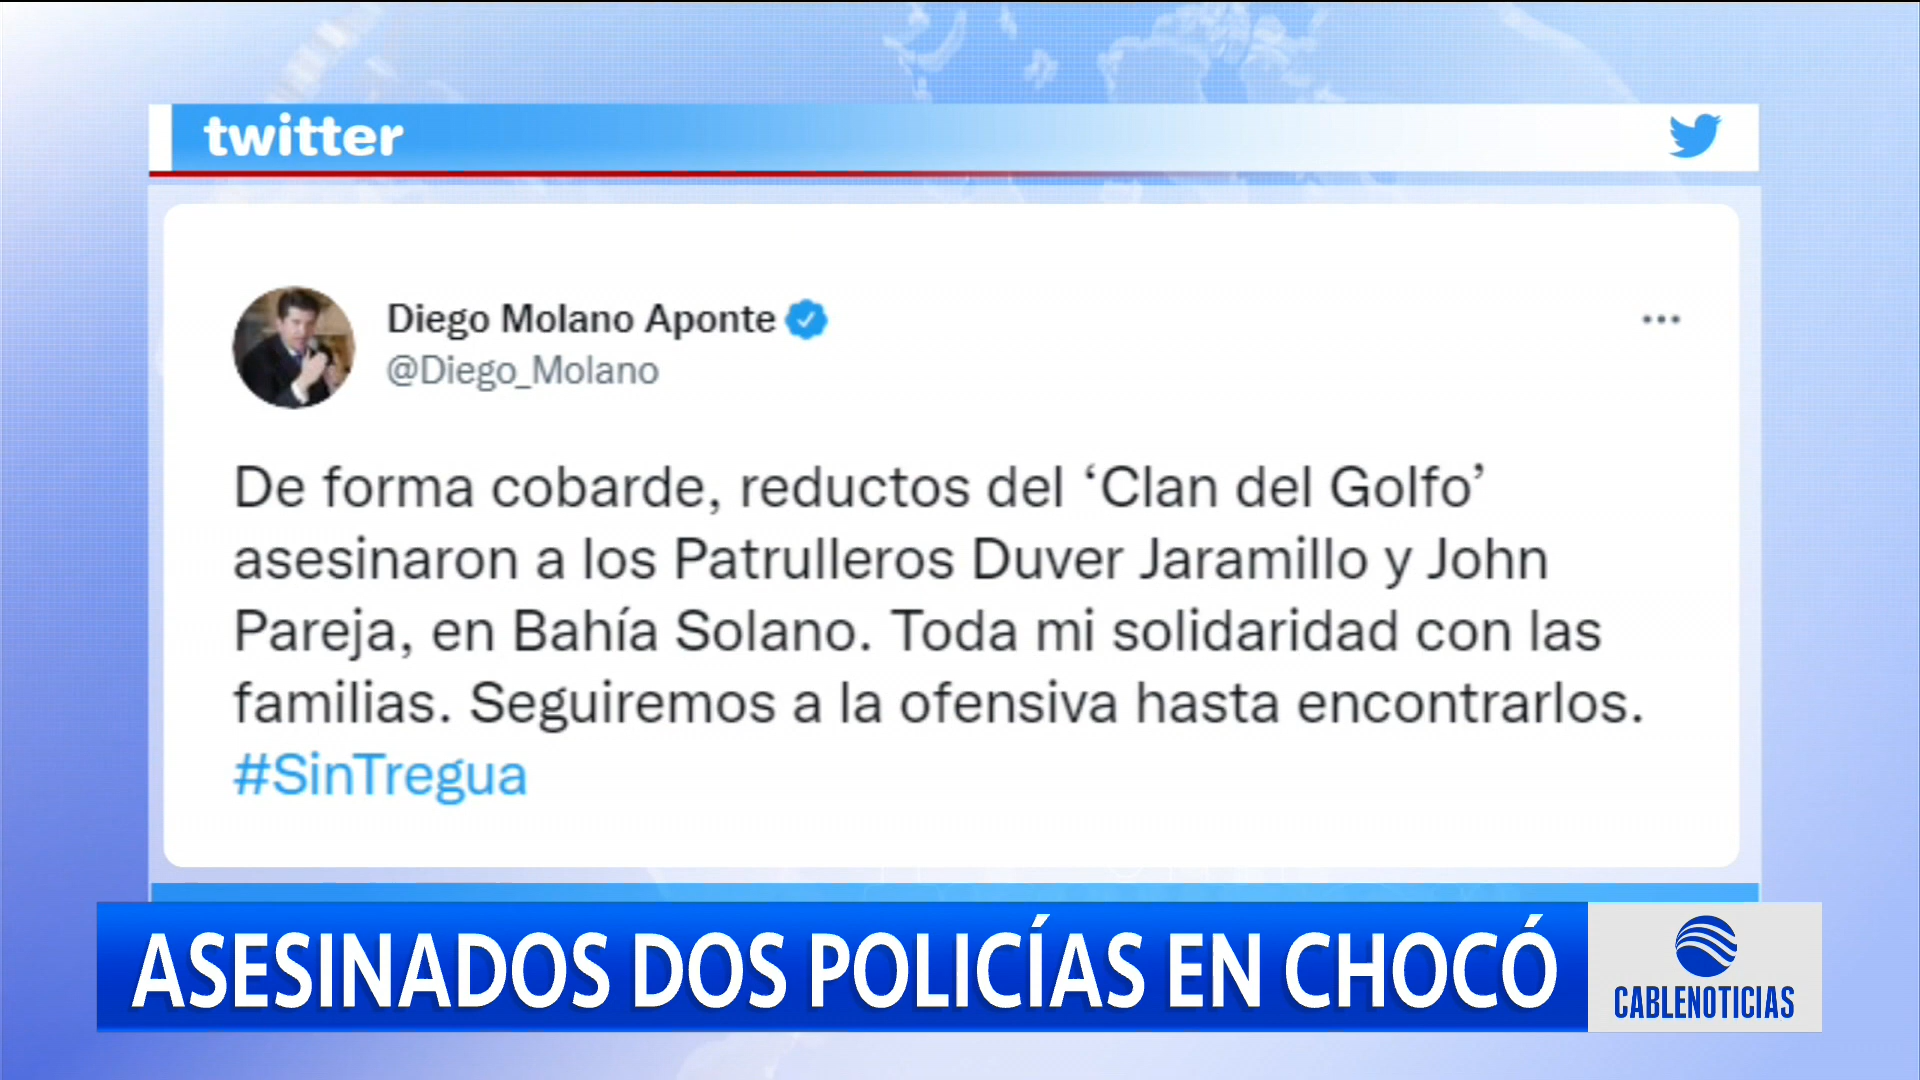 twitter
Diego Molano Aponte
@Diego_Molano
De forma cobarde, reductos del ‘Clan del Golfo’
asesinaron a los Patrulleros Duver Jaramillo y John
Pareja, en Bahía Solano. Toda mi solidaridad con las
familias. Seguiremos a la ofensiva hasta encontrarlos.
#SinTregua
ASESINADOS DOS POLICÍAS EN CHOCÓ
CABLENOTICIAS